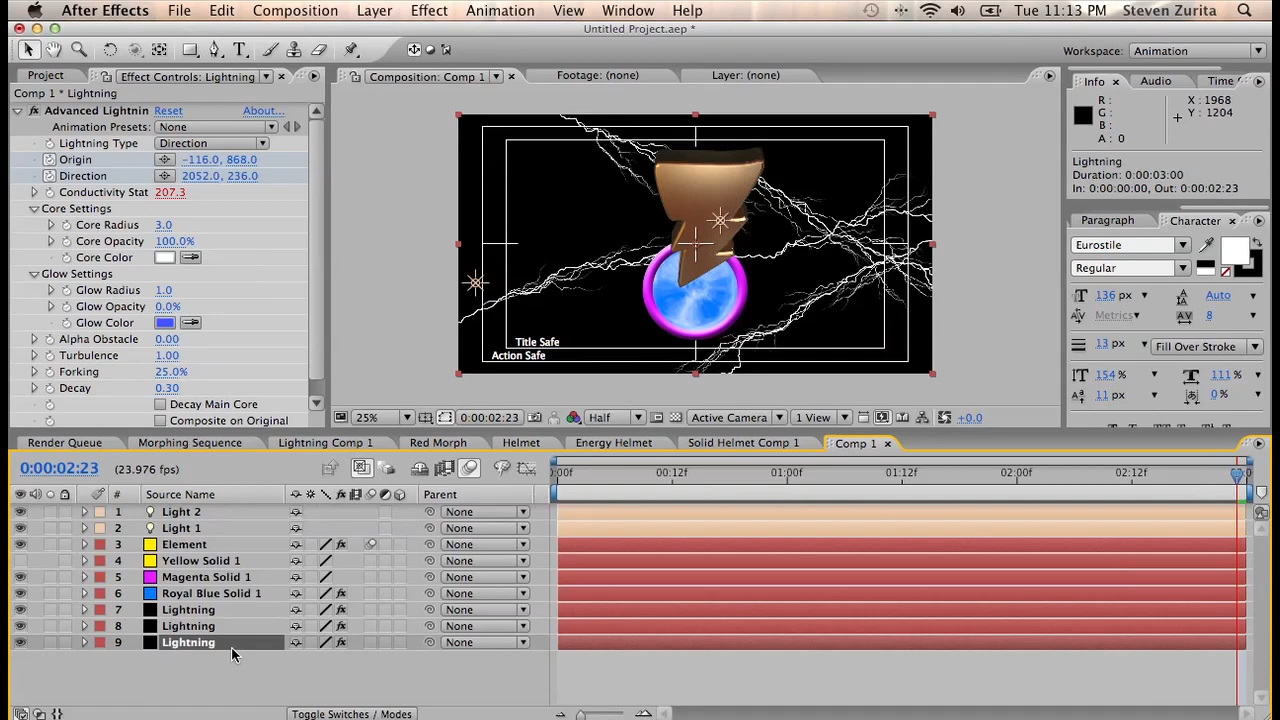 After Effects File Edit Composition Layer Effect Animation View Window Help Tue 11:13 PM Steven Zurita
Untitled Project.aep *
Workspace: Animation
Project Effect Controls: Lightning Composition: Comp 1 Footage: (none) Layer: (none) Info Audio Time
Comp 1 * Lightning
Advanced Lightnin Reset About...
Animation Presets: None
Lightning Type Direction
Origin -116.0, 868.0
Direction 2052.0, 236.0
Conductivity Stat 207.3
Core Settings
Core Radius 3.0
Core Opacity 100.0%
Core Color
Glow Settings
Glow Radius 1.0
Glow Opacity 0.0%
Glow Color
Alpha Obstacle 0.00
Turbulence 1.00
Forking 25.0%
Decay 0.30
Decay Main Core
Composite on Original
Title Safe
Action Safe
25% 0:00:02:23 Half Active Camera 1 View +0.0
R: X: 1968
G: Y: 1204
B:
A: 0
Lightning
Duration: 0:00:03:00
In: 0:00:00:00, Out: 0:00:02:23
Paragraph Character
Eurostile
Regular
136 px Auto
Metrics 8
13 px Fill Over Stroke
154 % 111 %
11 px 0 %
Render Queue Morphing Sequence Lightning Comp 1 Red Morph Helmet Energy Helmet Solid Helmet Comp 1 Comp 1
0:00:02:23 (23.976 fps)
:00f 00:12f 01:00f 01:12f 02:00f 02:12f
# Source Name Parent
1 Light 2 None
2 Light 1 None
3 Element None
4 Yellow Solid 1 None
5 Magenta Solid 1 None
6 Royal Blue Solid 1 None
7 Lightning None
8 Lightning None
9 Lightning None
Toggle Switches / Modes